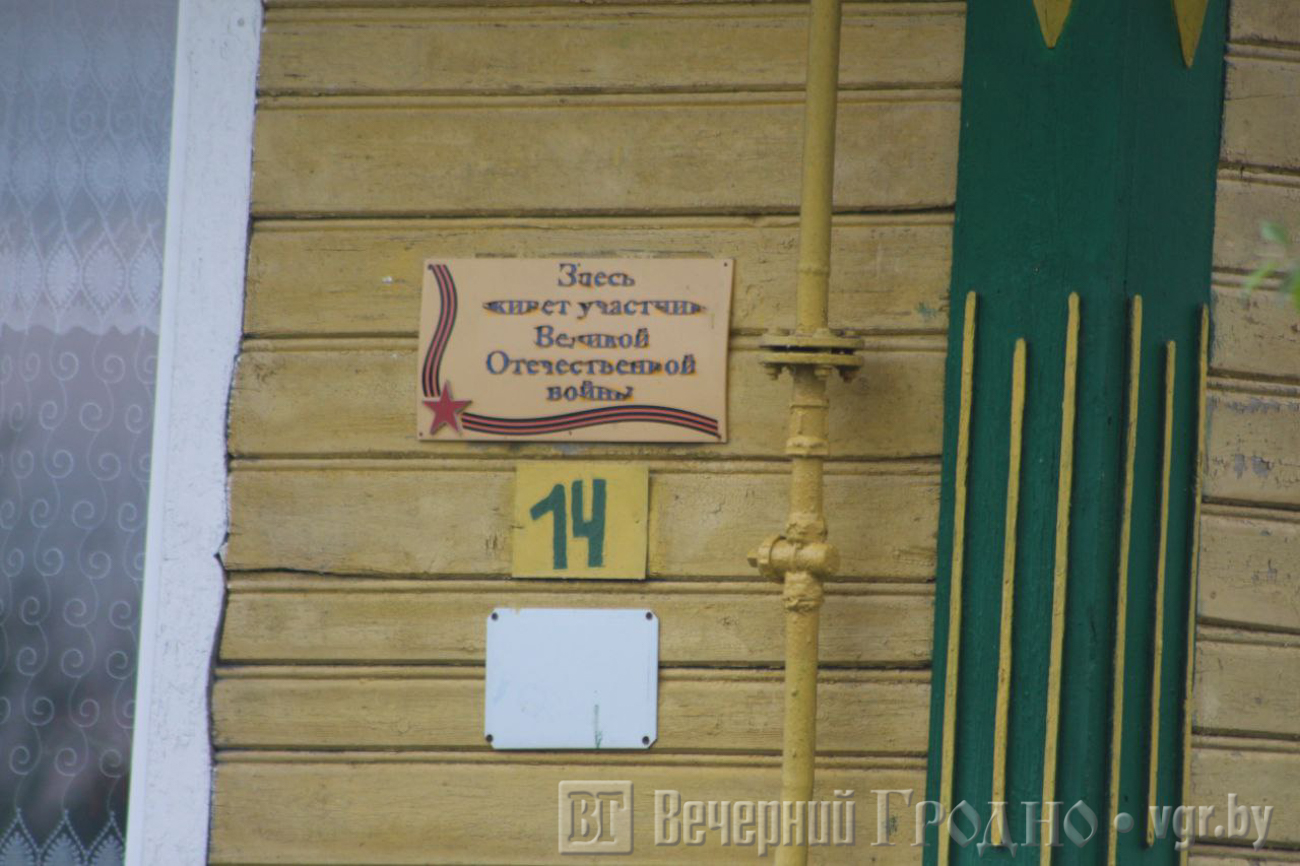 Здесь
живет участник
Великой
Отечественной
войны
14
ВГ Вечерний Гродно • vgr.by